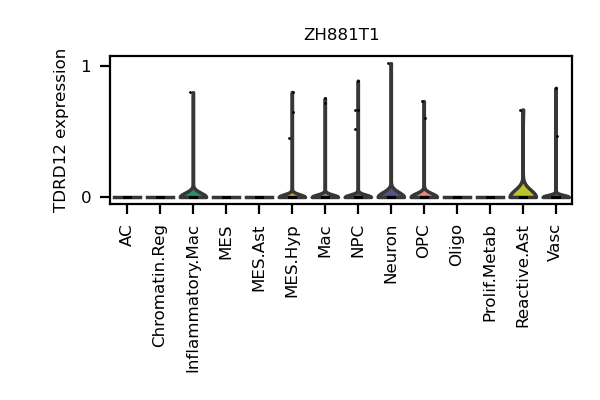 ZH881T1
TDRD12 expression
1
0
AC
Chromatin.Reg
Inflammatory.Mac
MES
MES.Ast
MES.Hyp
Mac
NPC
Neuron
OPC
Oligo
Prolif.Metab
Reactive.Ast
Vasc